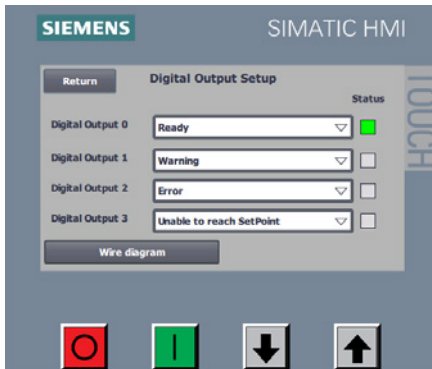 SIEMENS SIMATIC HMI
TOUCH
Return Digital Output Setup
Status
Digital Output 0 Ready
Digital Output 1 Warning
Digital Output 2 Error
Digital Output 3 Unable to reach SetPoint
Wire diagram